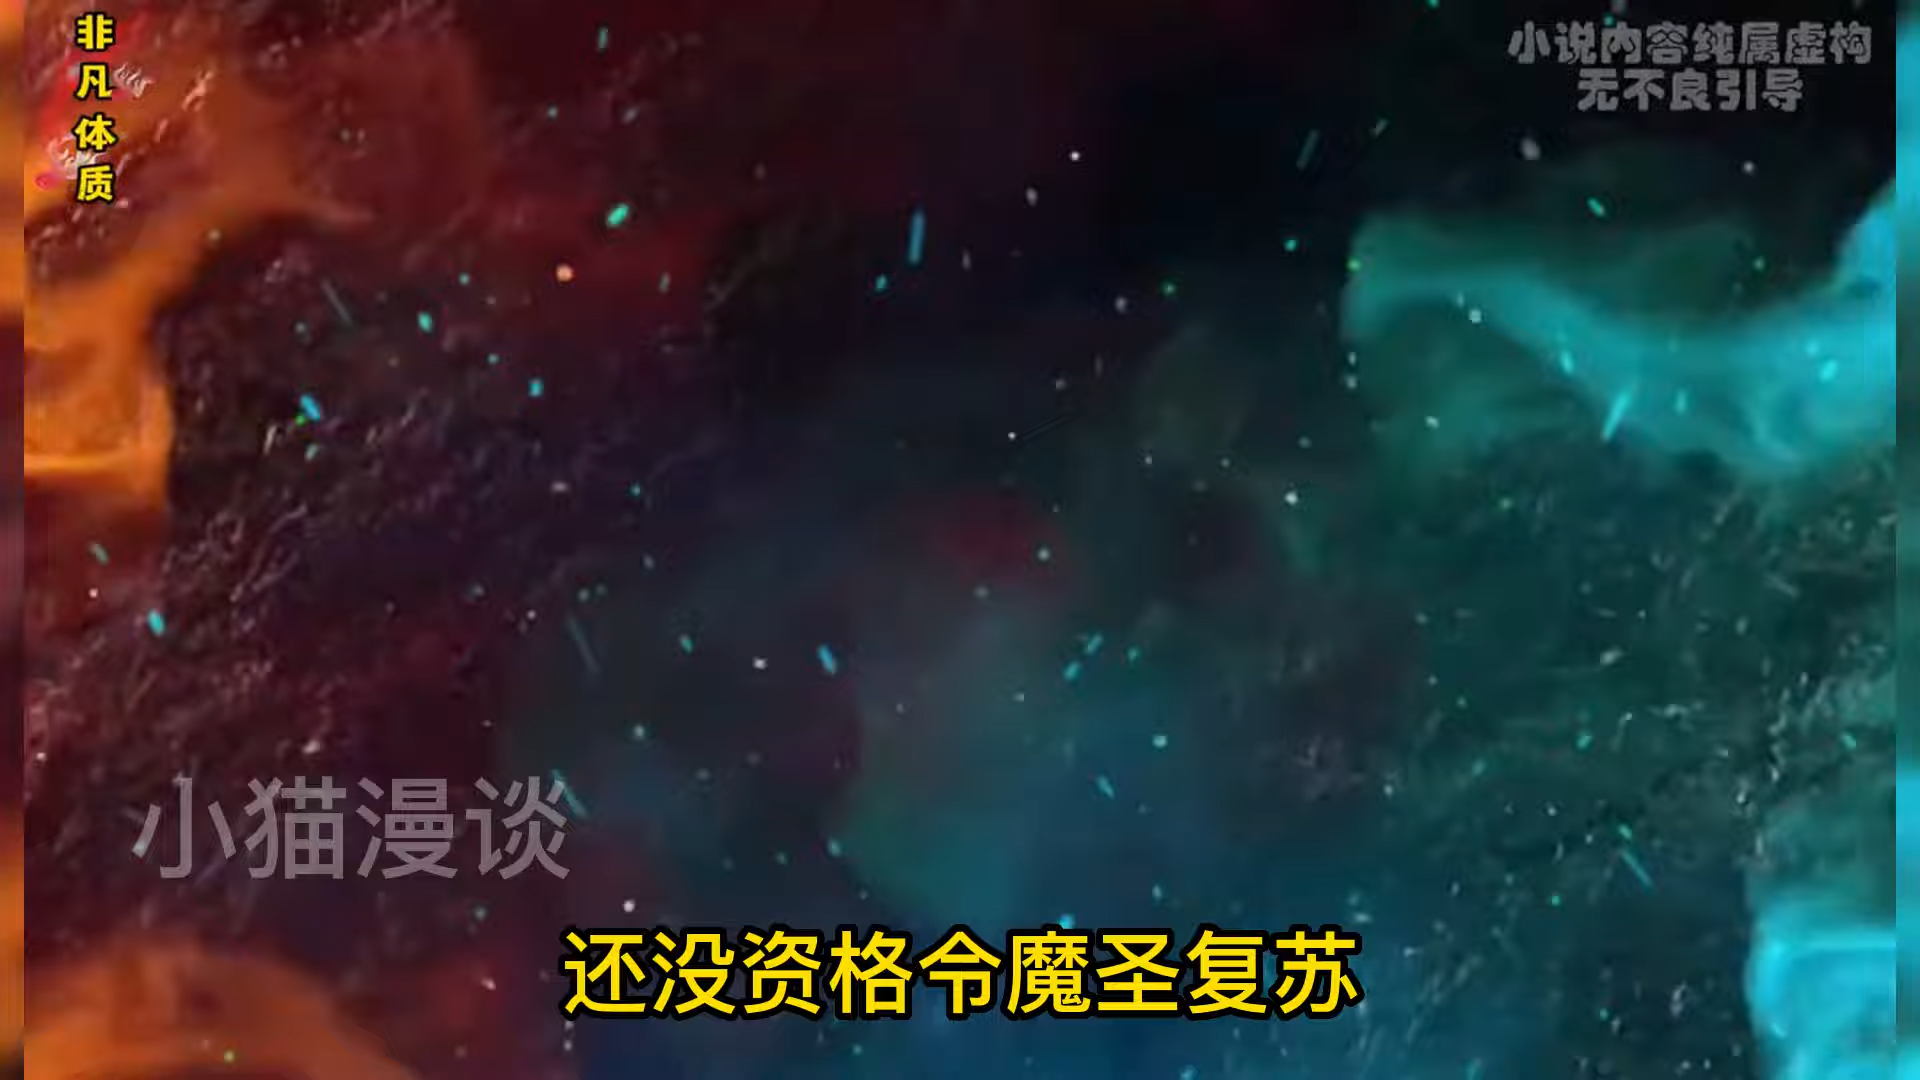 非凡体质
小说内容纯属虚构
无不良引导
小猫漫谈
还没资格令魔圣复苏